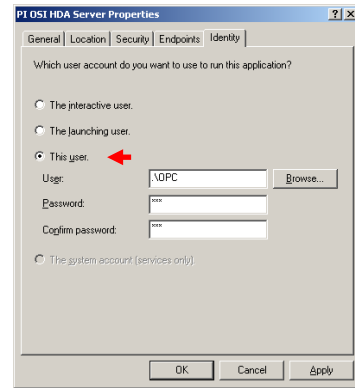 PI OSI HDA Server Properties
General Location Security Endpoints Identity
Which user account do you want to use to run this application?
The interactive user.
The launching user.
This user.
User: .\OPC Browse...
Password: ***
Confirm password: ***
The system account (services only).
OK Cancel Apply